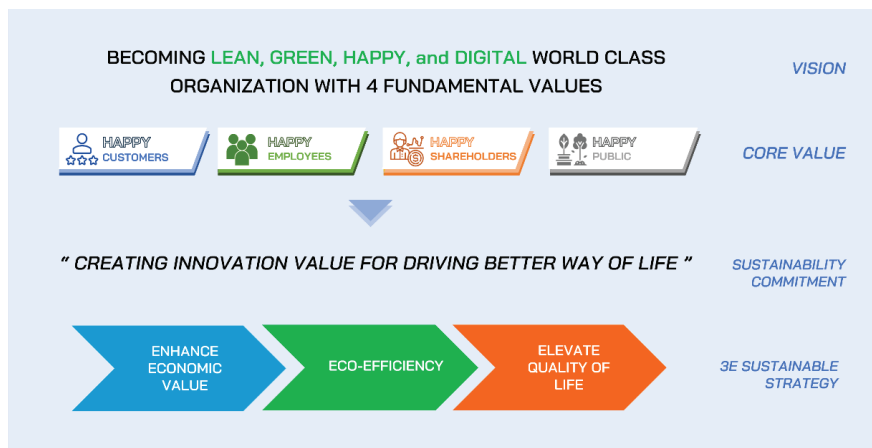 BECOMING LEAN, GREEN, HAPPY, and DIGITAL WORLD CLASS
ORGANIZATION WITH 4 FUNDAMENTAL VALUES
VISION
HAPPY
CUSTOMERS
HAPPY
EMPLOYEES
HAPPY
SHAREHOLDERS
HAPPY
PUBLIC
CORE VALUE
" CREATING INNOVATION VALUE FOR DRIVING BETTER WAY OF LIFE "
SUSTAINABILITY
COMMITMENT
ENHANCE
ECONOMIC
VALUE
ECO-EFFICIENCY
ELEVATE
QUALITY OF
LIFE
3E SUSTAINABLE
STRATEGY